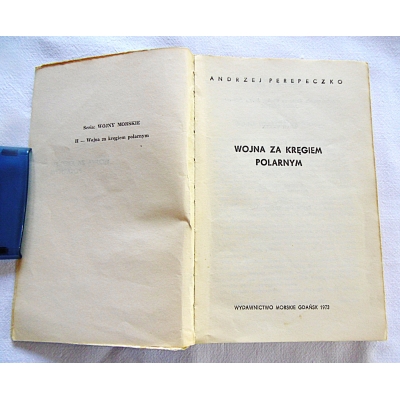 Seria: WOJNY MORSKIE
II — Wojna za kręgiem polarnym
ANDRZEJ PEREPECZKO
WOJNA ZA KRĘGIEM
POLARNYM
WYDAWNICTWO MORSKIE GDAŃSK 1973